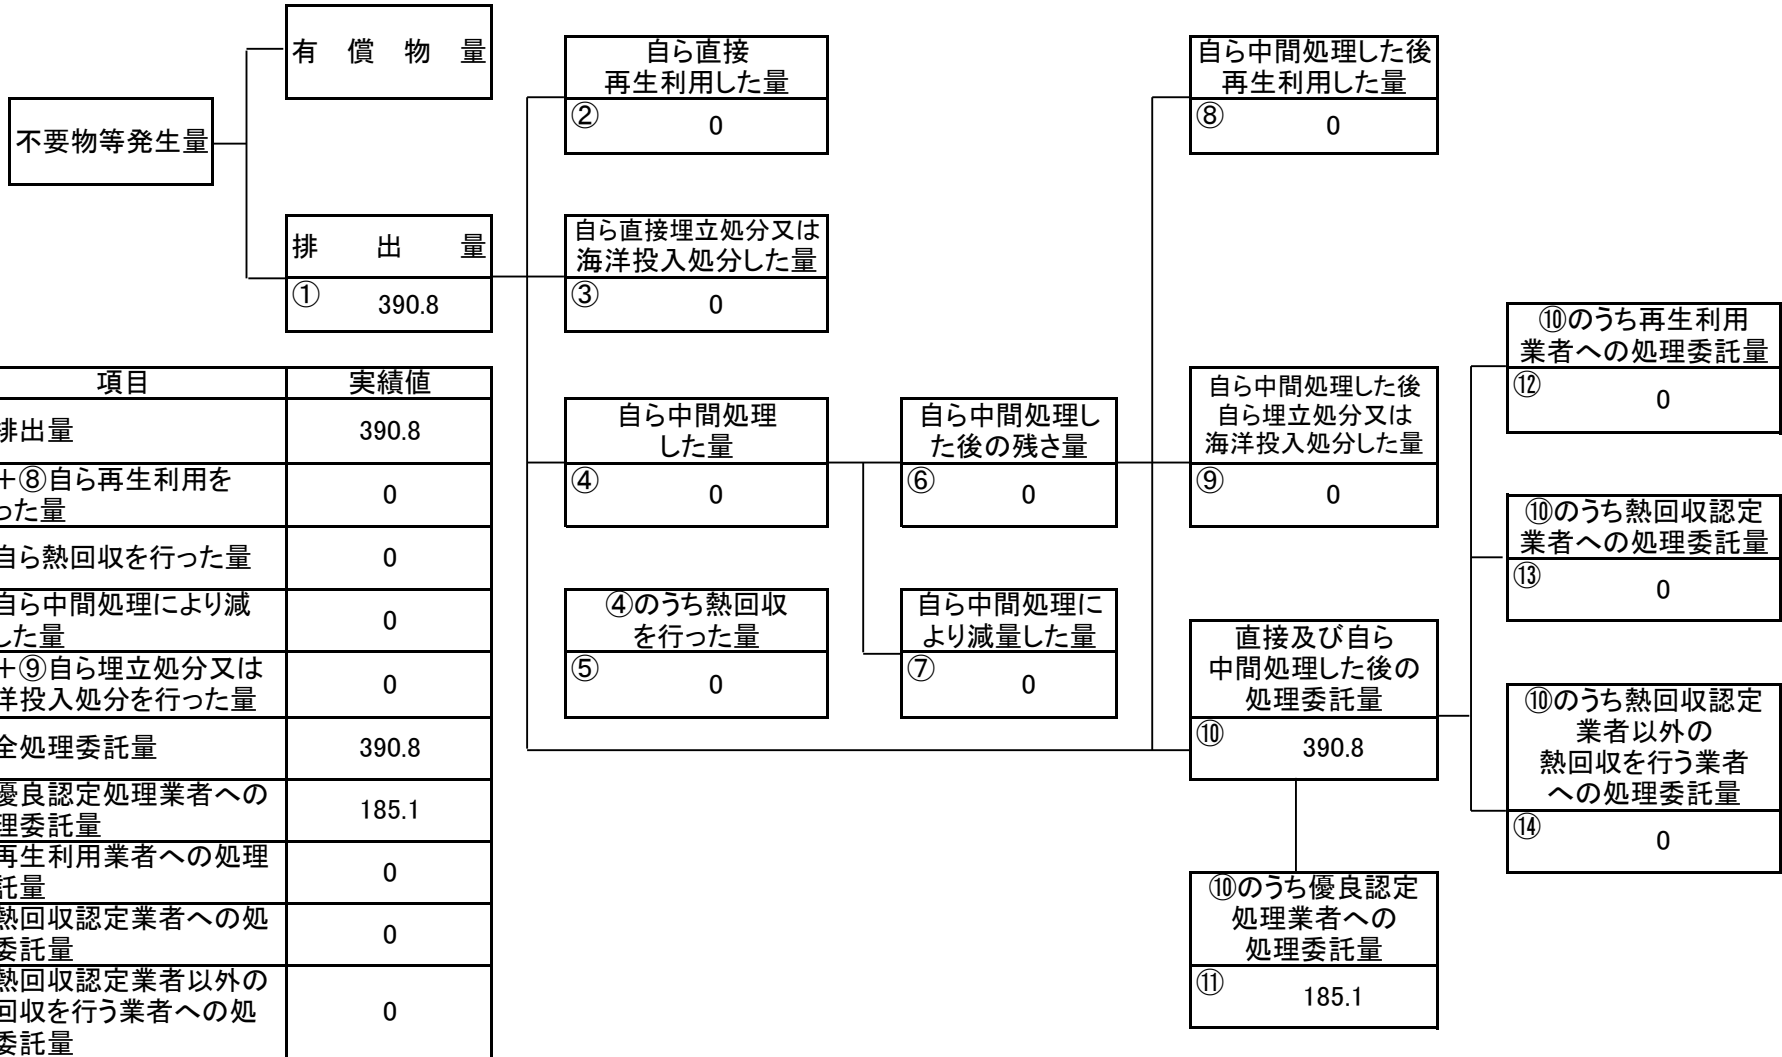 有　償　物　量
不要物等発生量
排　出　量
①
390.8
自ら直接
再生利用した量
②
0
自ら直接埋立処分又は
海洋投入処分した量
③
0
自ら中間処理
した量
④
0
④のうち熱回収
を行った量
⑤
0
自ら中間処理し
た後の残さ量
⑥
0
自ら中間処理に
より減量した量
⑦
0
自ら中間処理した後
再生利用した量
⑧
0
自ら中間処理した後
自ら埋立処分又は
海洋投入処分した量
⑨
0
直接及び自ら
中間処理した後の
処理委託量
⑩
390.8
⑩のうち優良認定
処理業者への
処理委託量
⑪
185.1
⑩のうち再生利用
業者への処理委託量
⑫
0
⑩のうち熱回収認定
業者への処理委託量
⑬
0
⑩のうち熱回収認定
業者以外の
熱回収を行う業者
への処理委託量
⑭
0
項目
実績値
排出量
390.8
＋⑧自ら再生利用を
った量
0
自ら熱回収を行った量
0
自ら中間処理により減
した量
0
＋⑨自ら埋立処分又は
洋投入処分を行った量
0
全処理委託量
390.8
優良認定処理業者への
理委託量
185.1
再生利用業者への処理
託量
0
熱回収認定業者への処
委託量
0
熱回収認定業者以外の
回収を行う業者への処
委託量
0